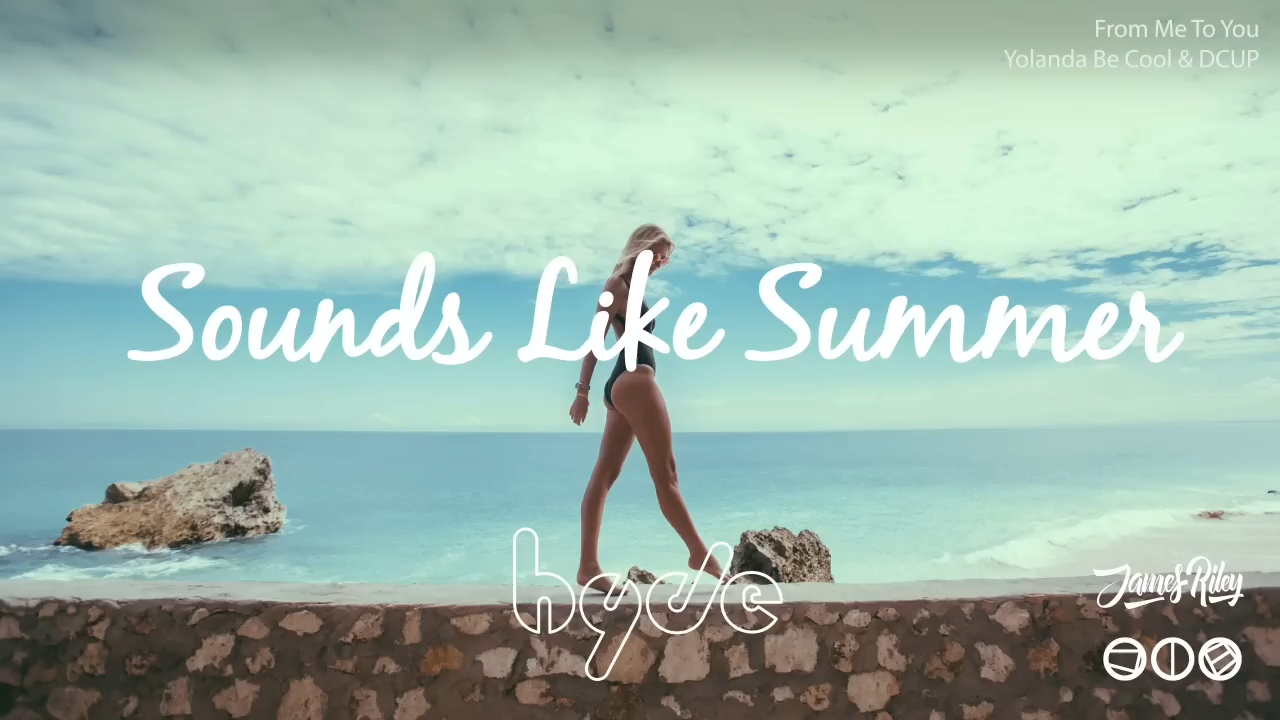 From Me To You
Yolanda Be Cool & DCUP
Sounds Like Summer
hyde
James Riley